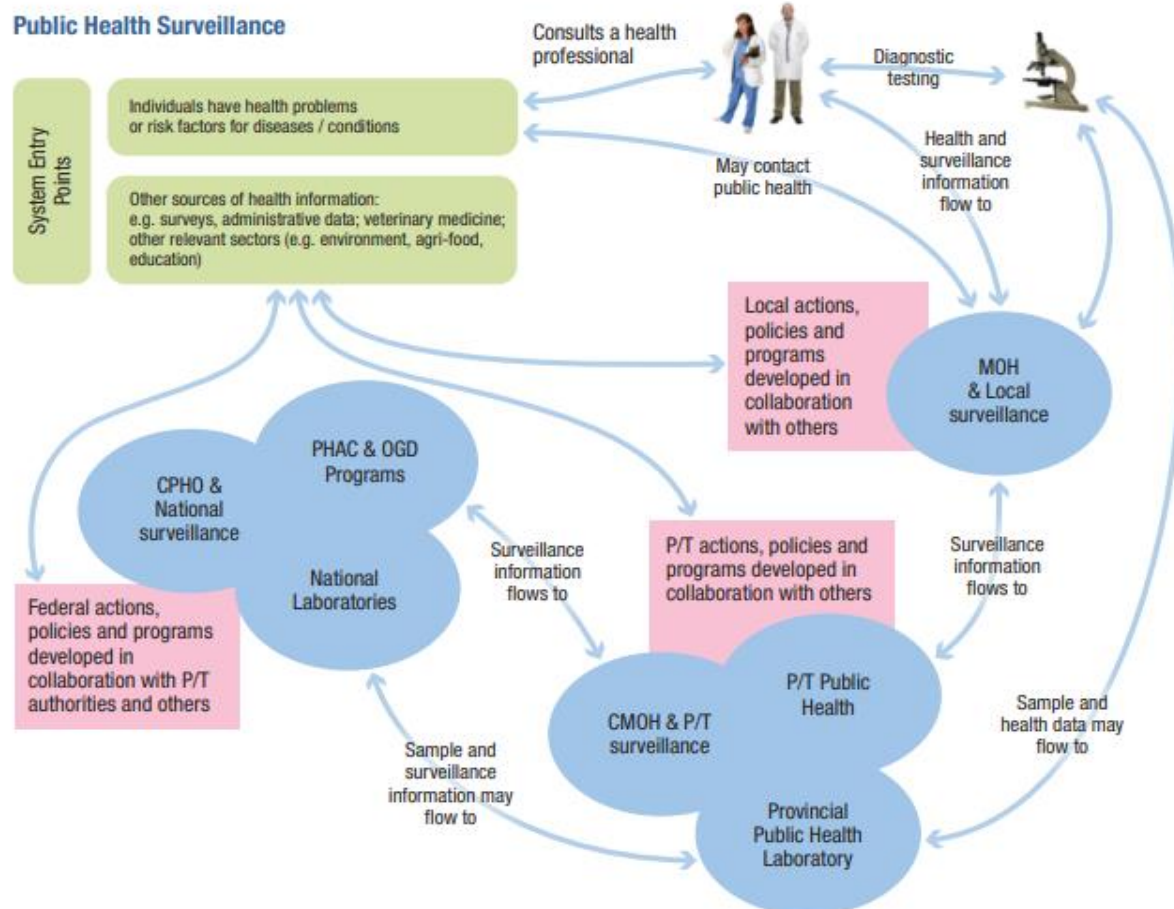 Public Health Surveillance
Consults a health
professional
Diagnostic
testing
System Entry
Points
Individuals have health problems
or risk factors for diseases / conditions
Other sources of health information:
e.g. surveys, administrative data; veterinary medicine;
other relevant sectors (e.g. environment, agri-food,
education)
May contact
public health
Health and
surveillance
information
flow to
Local actions,
policies and
programs
developed in
collaboration
with others
MOH
& Local
surveillance
PHAC & OGD
Programs
CPHO &
National
surveillance
National
Laboratories
Federal actions,
policies and programs
developed in
collaboration with P/T
authorities and others
Surveillance
information
flows to
P/T actions, policies and
programs developed in
collaboration with others
Surveillance
information
flows to
P/T Public
Health
CMOH & P/T
surveillance
Provincial
Public Health
Laboratory
Sample and
surveillance
information may
flow to
Sample and
health data may
flow to